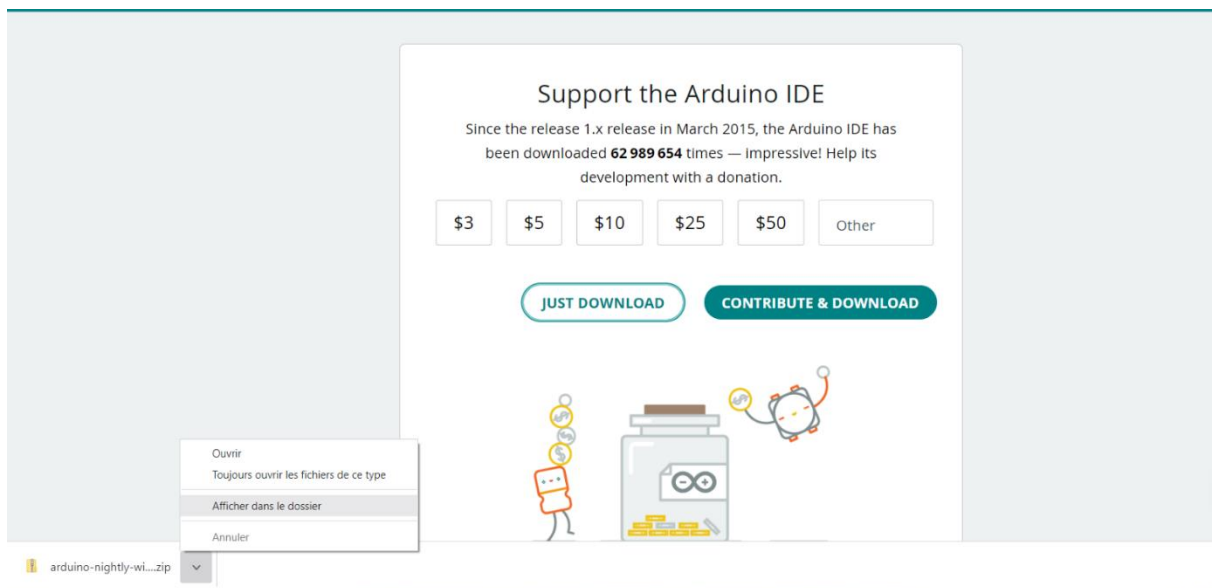 Support the Arduino IDE
Since the release 1.x release in March 2015, the Arduino IDE has
been downloaded 62 989 654 times — impressive! Help its
development with a donation.
$3 $5 $10 $25 $50 Other
JUST DOWNLOAD CONTRIBUTE & DOWNLOAD
Ouvrir
Toujours ouvrir les fichiers de ce type
Afficher dans le dossier
Annuler
arduino-nightly-wi....zip